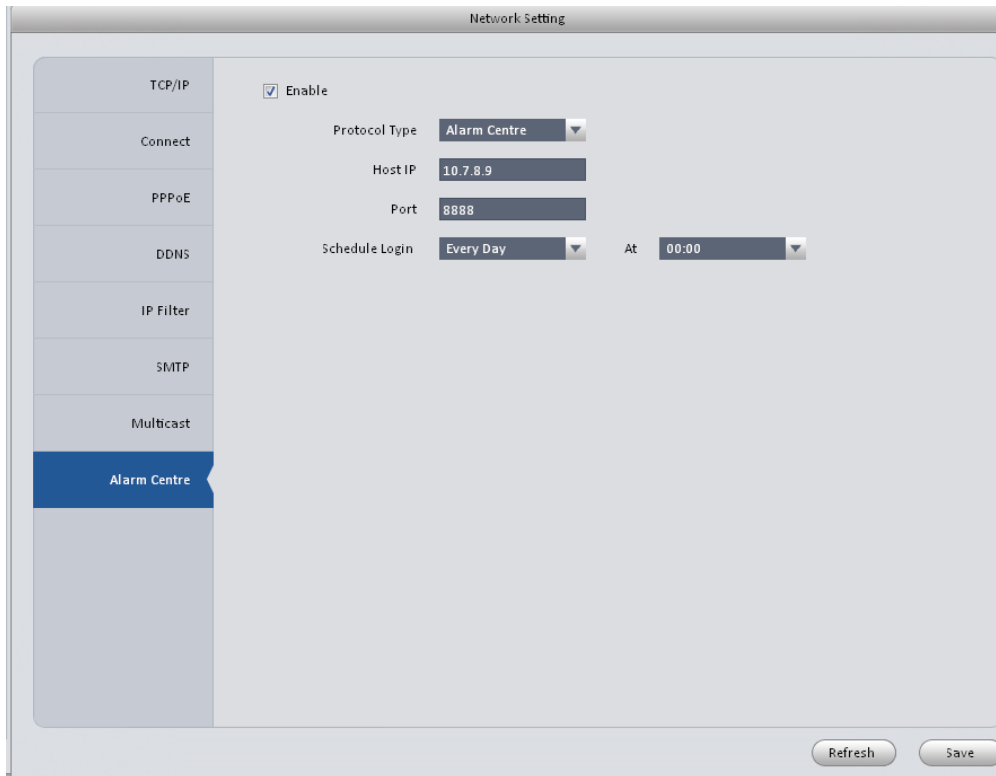 Network Setting
TCP/IP
Connect
PPPoE
DDNS
IP Filter
SMTP
Multicast
Alarm Centre
Enable
Protocol Type Alarm Centre
Host IP 10.7.8.9
Port 8888
Schedule Login Every Day At 00:00
Refresh Save